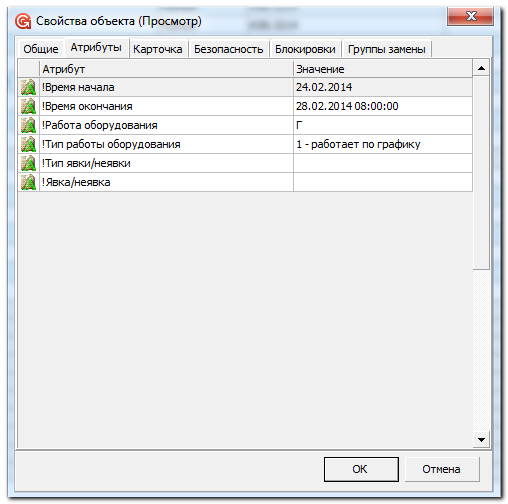 Свойства объекта (Просмотр)
Общие Атрибуты Карточка Безопасность Блокировки Группы замены
Атрибут Значение
!Время начала 24.02.2014
!Время окончания 28.02.2014 08:00:00
!Работа оборудования Г
!Тип работы оборудования 1 - работает по графику
!Тип явки/неявки
!Явка/неявка
ОК Отмена